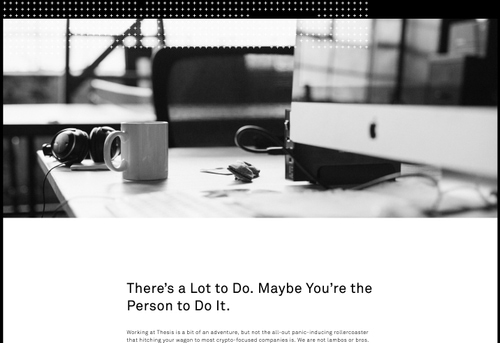 There's a Lot to Do. Maybe You're the
Person to Do It.
Working at Thesis is a bit of an adventure, but not the all-out panic-inducing rollercoaster
that hitching your wagon to most crypto-focused companies is. We are not lambos or bros.